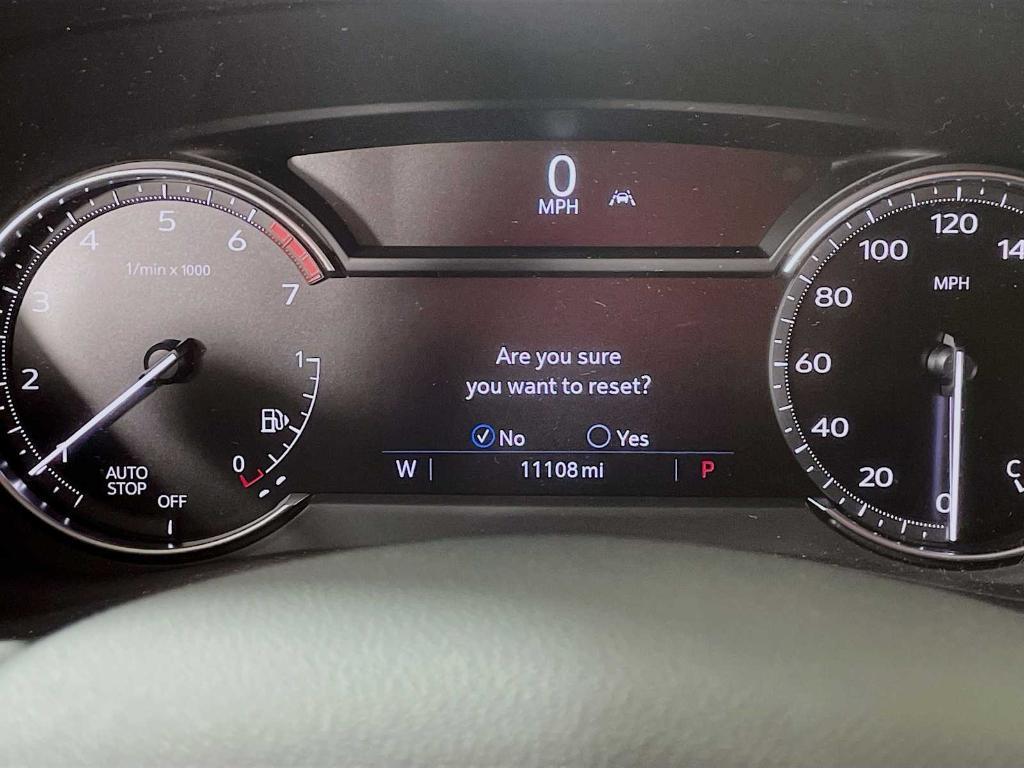 0
MPH
5
4
6
1/min x 1000
3
7
2
1
1
0
AUTO
STOP
OFF
Are you sure
you want to reset?
No Yes
W 11108 mi P
120
100
MPH
80
60
40
20
0
C